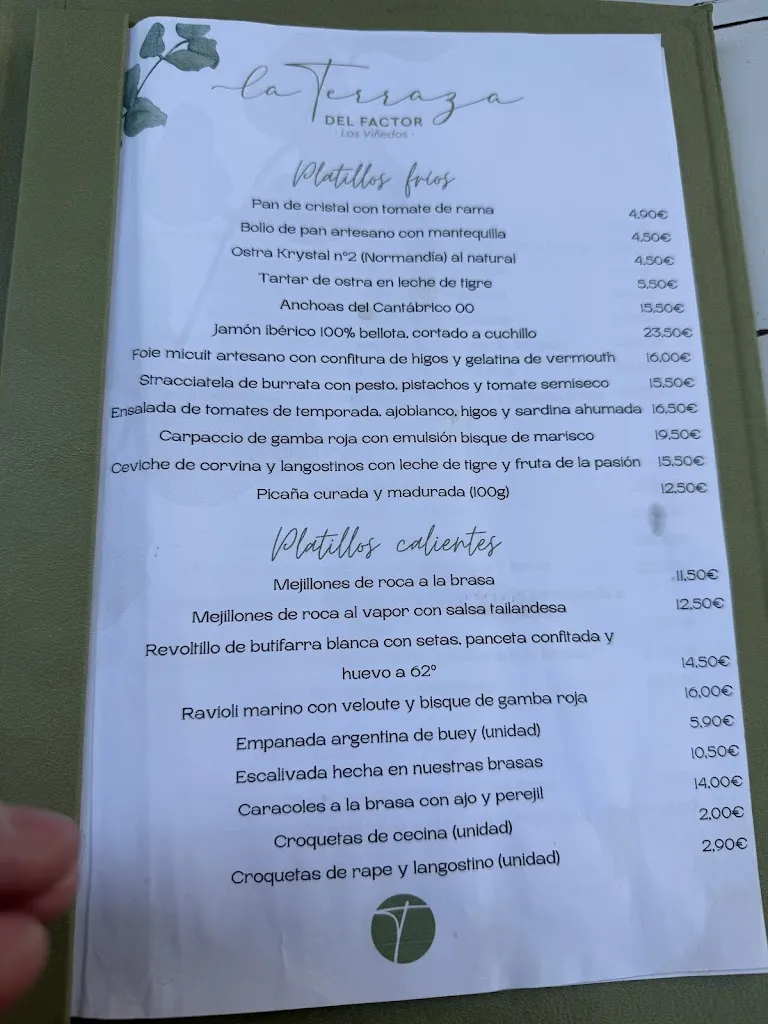 la Terraza
DEL FACTOR
· Los Viñedos ·
Platillos fríos
Pan de cristal con tomate de rama 4,90€
Bollo de pan artesano con mantequilla 4,50€
Ostra Krystal nº2 (Normandía) al natural 4,50€
Tartar de ostra en leche de tigre 5,50€
Anchoas del Cantábrico 00 15,50€
Jamón ibérico 100% bellota, cortado a cuchillo 23,50€
Foie micuit artesano con confitura de higos y gelatina de vermouth 16,00€
Stracciatela de burrata con pesto, pistachos y tomate semiseco 15,50€
Ensalada de tomates de temporada, ajoblanco, higos y sardina ahumada 16,50€
Carpaccio de gamba roja con emulsión bisque de marisco 19,50€
Ceviche de corvina y langostinos con leche de tigre y fruta de la pasión 15,50€
Picaña curada y madurada (100g) 12,50€
Platillos calientes
Mejillones de roca a la brasa 11,50€
Mejillones de roca al vapor con salsa tailandesa 12,50€
Revoltillo de butifarra blanca con setas, panceta confitada y
huevo a 62º 14,50€
Ravioli marino con veloute y bisque de gamba roja 16,00€
Empanada argentina de buey (unidad) 5,90€
Escalivada hecha en nuestras brasas 10,50€
Caracoles a la brasa con ajo y perejil 14,00€
Croquetas de cecina (unidad) 2,00€
Croquetas de rape y langostino (unidad) 2,90€
T